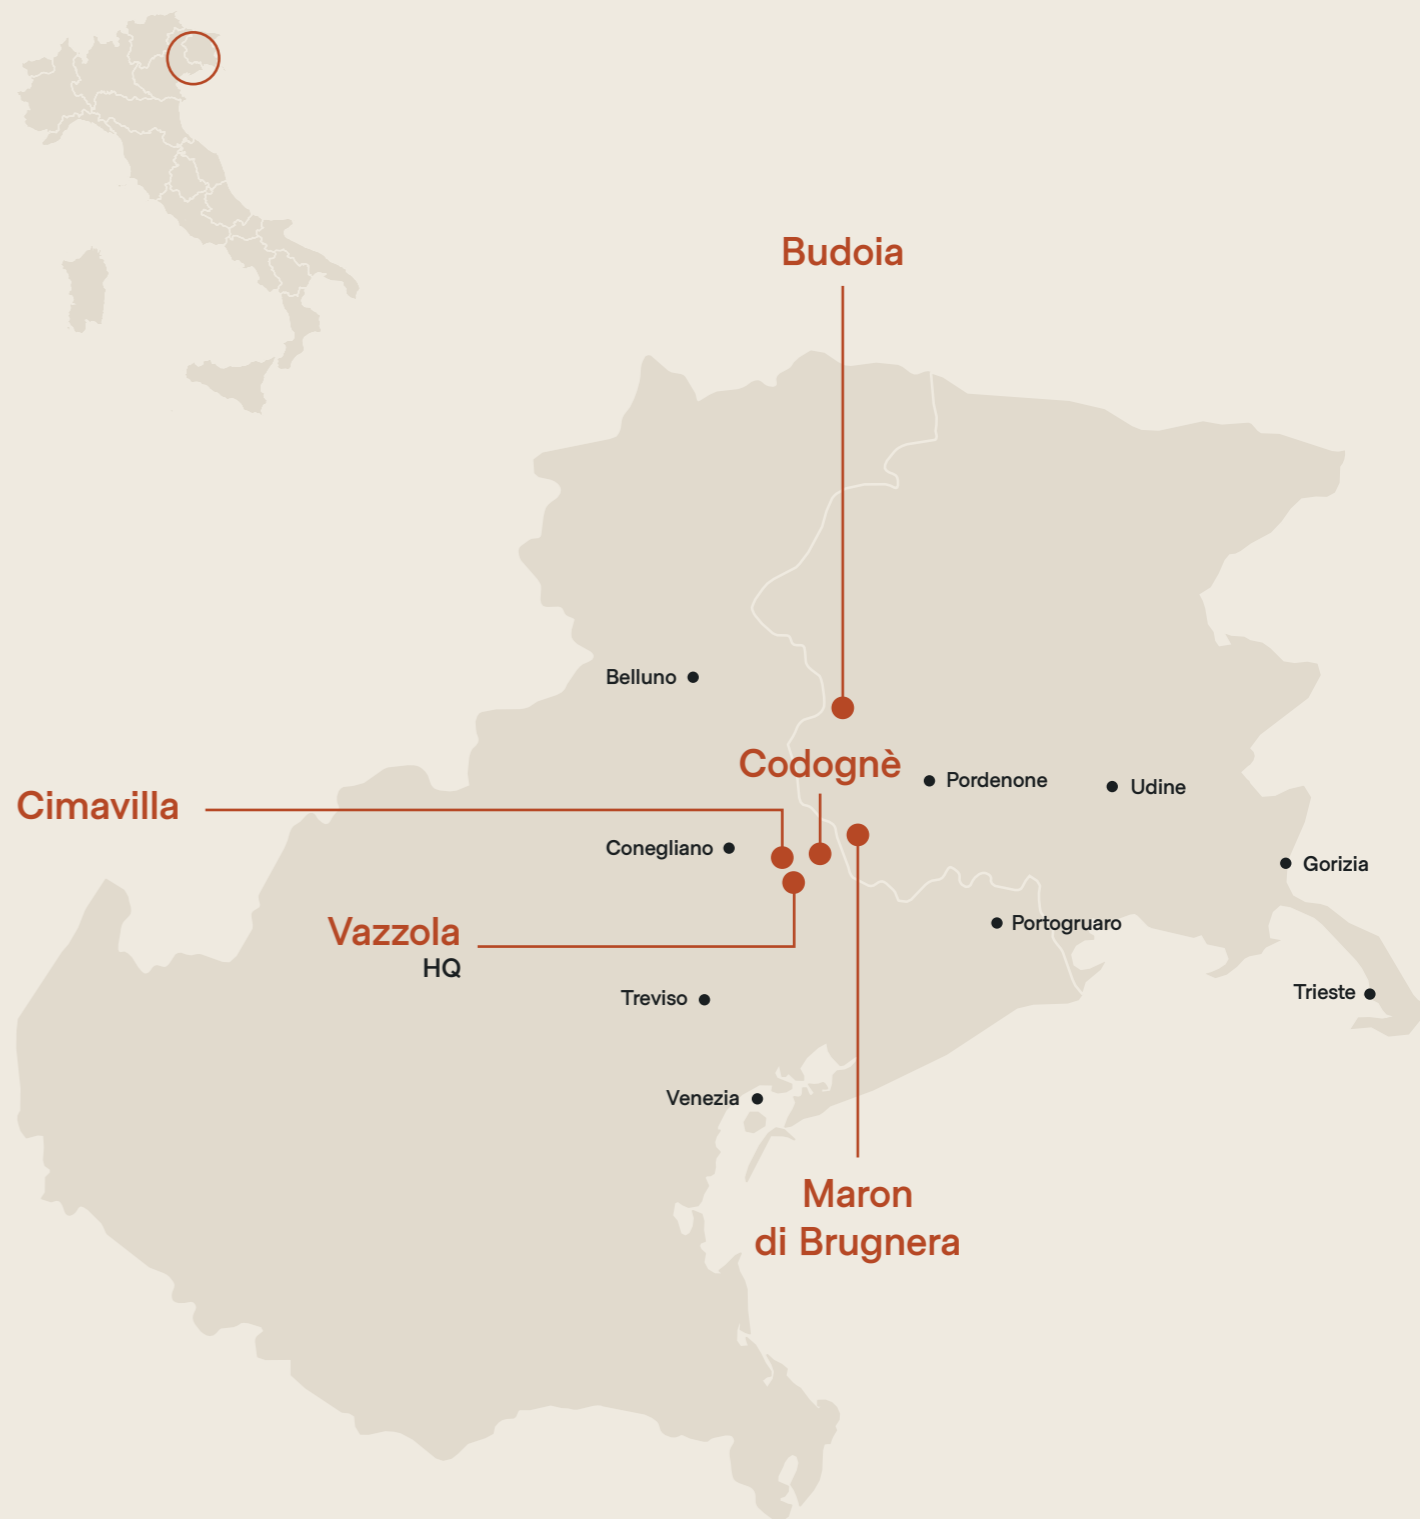 Budoia
Belluno
Codognè
Pordenone
Udine
Cimavilla
Conegliano
Gorizia
Vazzola
HQ
Portogruaro
Treviso
Trieste
Venezia
Maron
di Brugnera